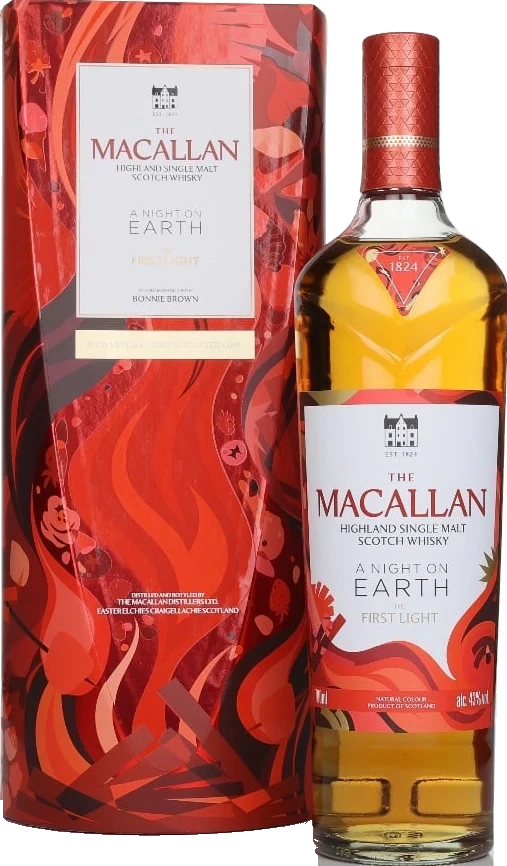 EST. 1824
THE
MACALLAN
HIGHLAND SINGLE MALT
SCOTCH WHISKY
A NIGHT ON
EARTH
THE
FIRST LIGHT
BONNIE BROWN
DISTILLED AND BOTTLED BY
THE MACALLAN DISTILLERS LTD.
EASTER ELCHIES CRAIGELLACHIE SCOTLAND
EST
1824
EST. 1824
THE
MACALLAN
HIGHLAND SINGLE MALT
SCOTCH WHISKY
A NIGHT ON
EARTH
THE
FIRST LIGHT
NATURAL COLOUR
PRODUCT OF SCOTLAND
alc. 43% vol